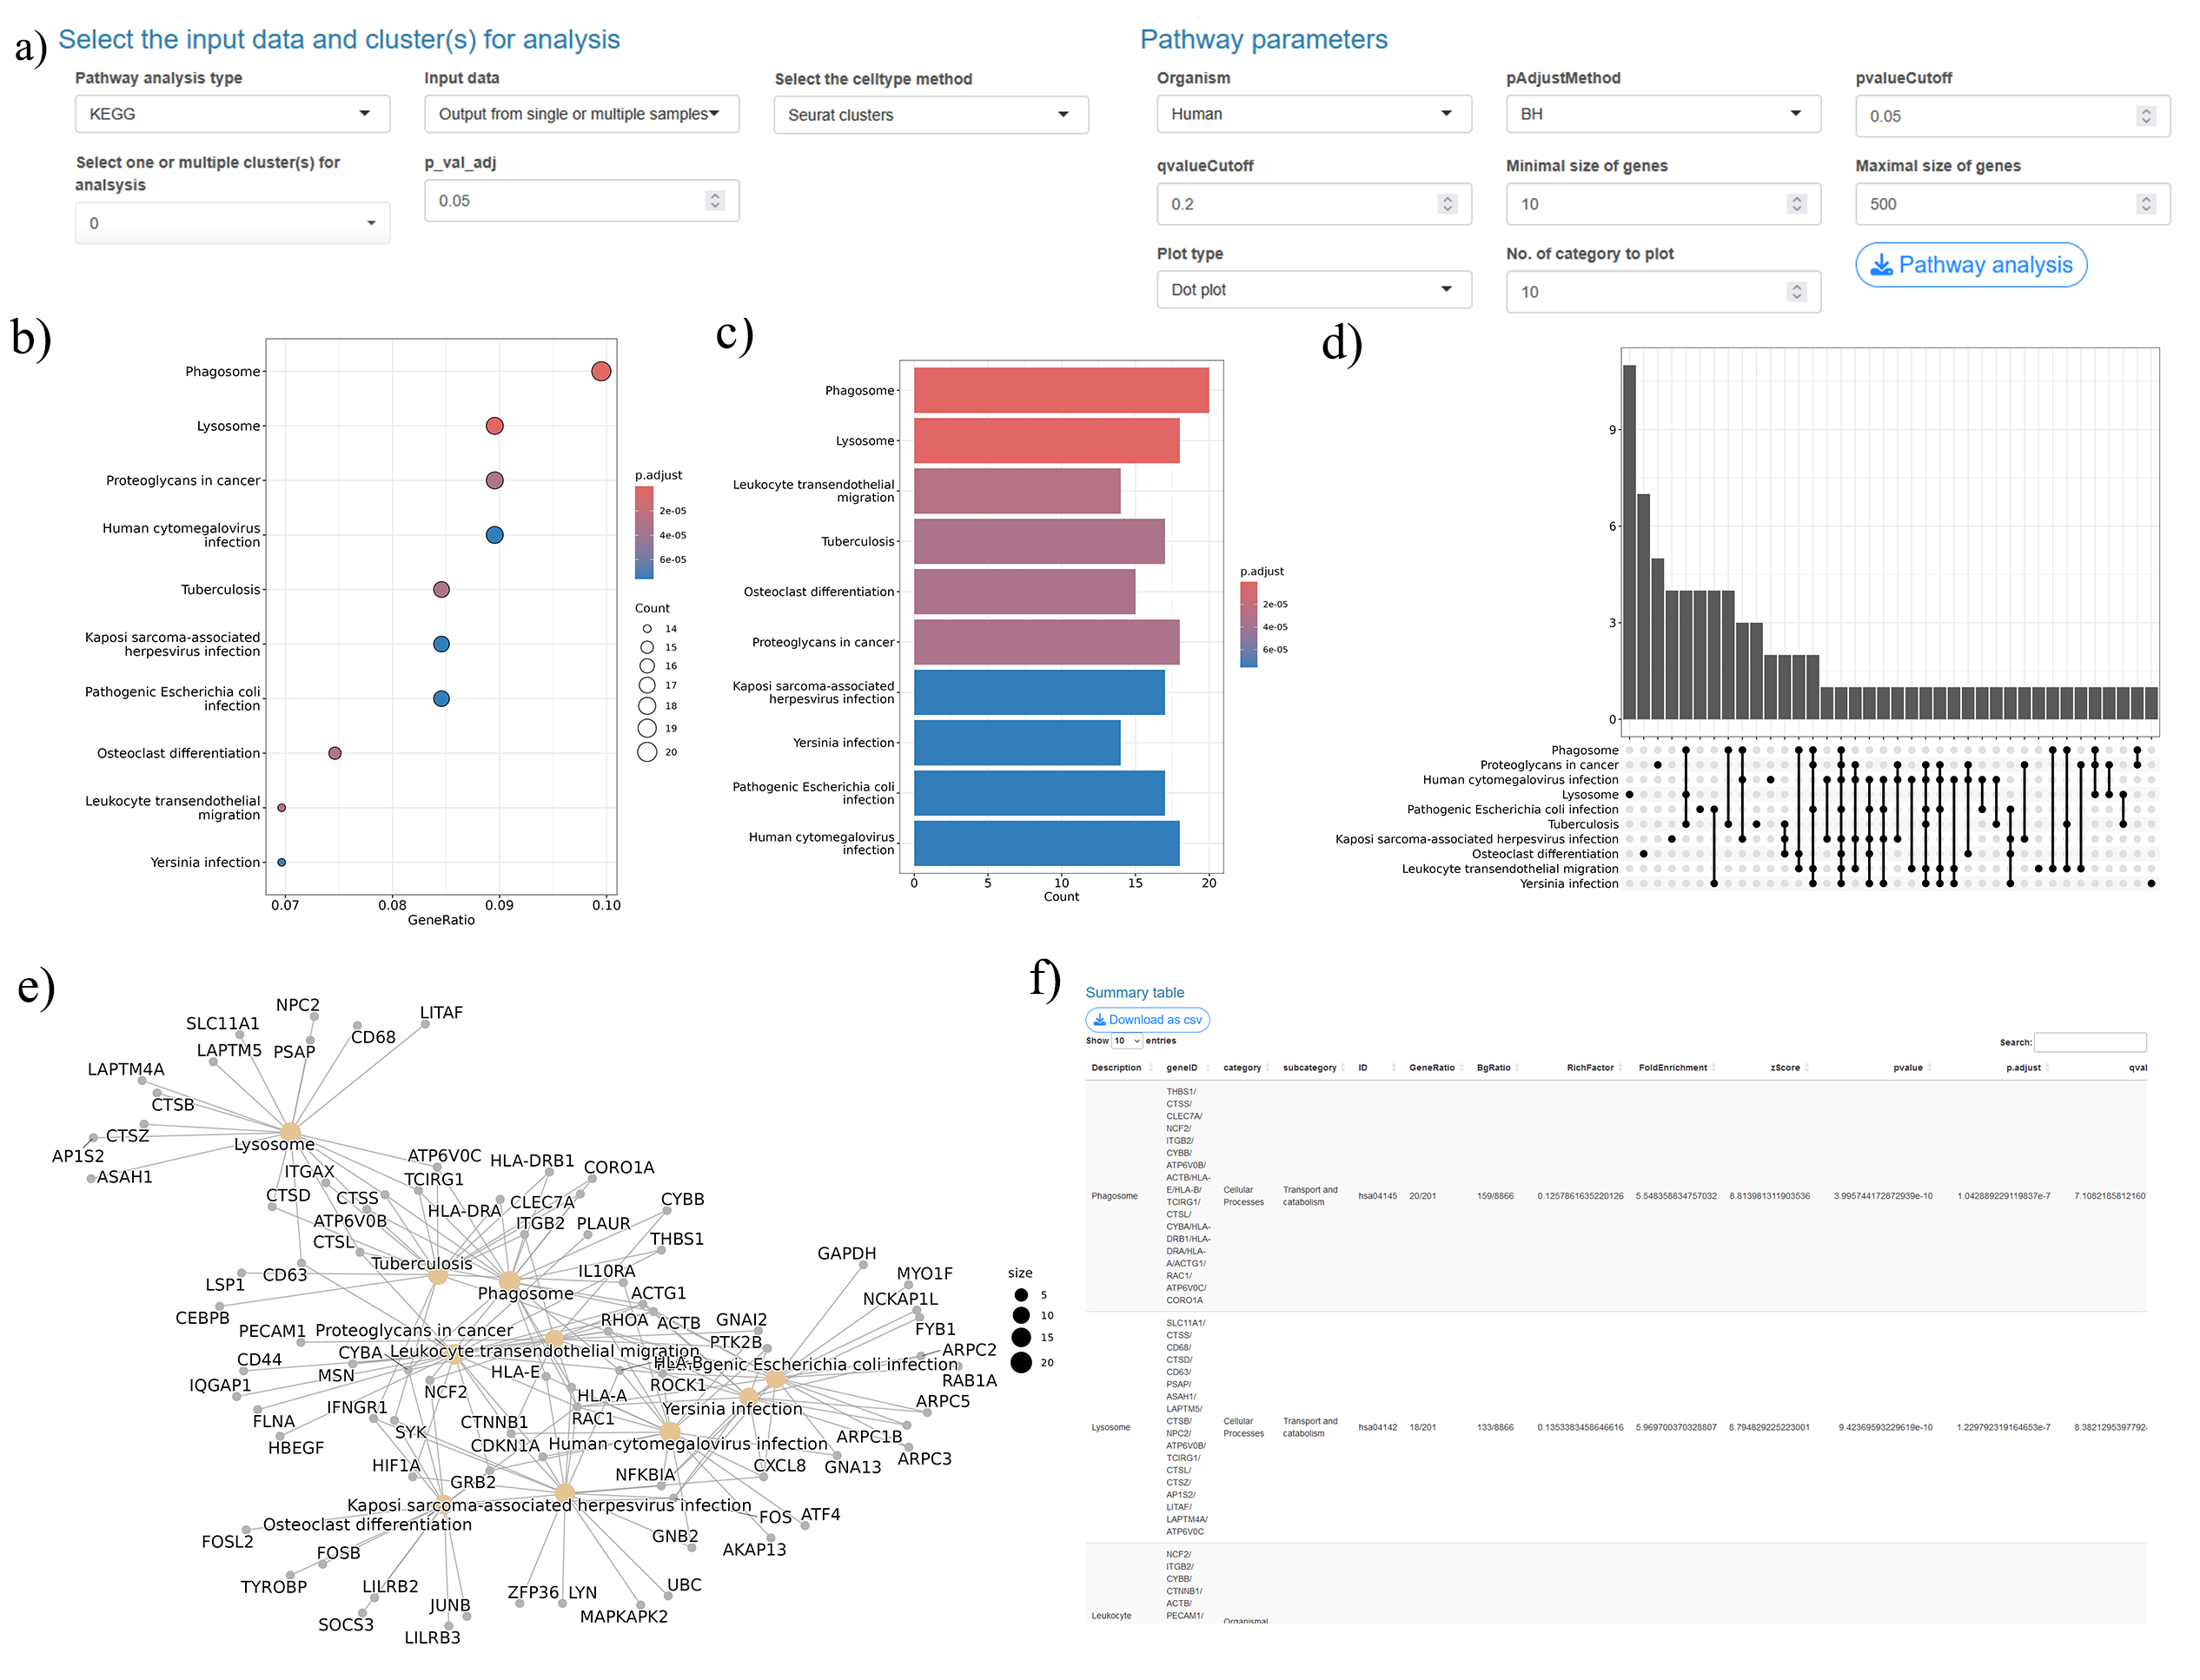 a)
Select the input data and cluster(s) for analysis
Pathway analysis type
Input data
Select the celltype method
KEGG
Output from single or multiple samples
Seurat clusters
Select one or multiple cluster(s) for
analsysis
p_val_adj
0.05
0
Pathway parameters
Organism
pAdjustMethod
pvalueCutoff
Human
BH
0.05
qvalueCutoff
Minimal size of genes
Maximal size of genes
0.2
10
500
Plot type
No. of category to plot
Dot plot
10
Pathway analysis
b)
Phagosome
Lysosome
Proteoglycans in cancer
Human cytomegalovirus
infection
Tuberculosis
Kaposi sarcoma-associated
herpesvirus infection
Pathogenic Escherichia coli
infection
Osteoclast differentiation
Leukocyte transendothelial
migration
Yersinia infection
0.07
0.08
0.09
0.10
GeneRatio
p.adjust
2e-05
4e-05
6e-05
Count
14
15
16
17
18
19
20
c)
Phagosome
Lysosome
Leukocyte transendothelial
migration
Tuberculosis
Osteoclast differentiation
Proteoglycans in cancer
Kaposi sarcoma-associated
herpesvirus infection
Yersinia infection
Pathogenic Escherichia coli
infection
Human cytomegalovirus
infection
0
5
10
15
20
Count
p.adjust
2e-05
4e-05
6e-05
d)
9
6
3
0
Phagosome
Proteoglycans in cancer
Human cytomegalovirus infection
Lysosome
Pathogenic Escherichia coli infection
Tuberculosis
Kaposi sarcoma-associated herpesvirus infection
Osteoclast differentiation
Leukocyte transendothelial migration
Yersinia infection
e)
NPC2
LITAF
SLC11A1
CD68
LAPTM5
PSAP
LAPTM4A
CTSB
CTSZ
Lysosome
AP1S2
ASAH1
ATP6V0C
HLA-DRB1
CORO1A
ITGAX
TCIRG1
CTSD
CTSS
CLEC7A
CYBB
HLA-DRA
ATP6V0B
ITGB2
PLAUR
CTSL
THBS1
Tuberculosis
GAPDH
LSP1
CD63
IL10RA
MYO1F
Phagosome
ACTG1
NCKAP1L
CEBPB
RHOA
ACTB
GNAI2
FYB1
PECAM1
Proteoglycans in cancer
PTK2B
CYBA
Leukocyte transendothelial migration
ARPC2
CD44
HLA-B
genic Escherichia coli infection
MSN
HLA-E
RAB1A
IQGAP1
NCF2
ROCK1
HLA-A
ARPC5
IFNGR1
Yersinia infection
FLNA
CTNNB1
RAC1
SYK
ARPC1B
HBEGF
CDKN1A
Human cytomegalovirus infection
ARPC3
HIF1A
CXCL8
GNA13
NFKBIA
GRB2
Kaposi sarcoma-associated herpesvirus infection
FOS
ATF4
Osteoclast differentiation
FOSL2
GNB2
AKAP13
FOSB
TYROBP
LILRB2
ZFP36
LYN
UBC
JUNB
MAPKAPK2
SOCS3
LILRB3
size
5
10
15
20
f)
Summary table
Download as csv
Show 10 entries
Search:
Description geneID category subcategory ID GeneRatio BgRatio RichFactor FoldEnrichment zScore pvalue p.adjust qval
THBS1/
CTSS/
CLEC7A/
NCF2/
ITGB2/
CYBB/
ATP6V0B/
ACTB/HLA-
E/HLA-B/
TCIRG1/
CTSL/
CYBA/HLA-
DRB1/HLA-
DRA/HLA-
A/ACTG1/
RAC1/
ATP6V0C/
CORO1A
Phagosome
Cellular
Processes
Transport and
catabolism
hsa04145 20/201 159/8866 0.1257861635220126 5.548358834757032 8.813981311903536 3.995744172872939e-10 1.042889229119837e-7 7.1082185812160
SLC11A1/
CTSS/
CD68/
CTSD/
CD63/
PSAP/
ASAH1/
LAPTM5/
CTSB/
NPC2/
ATP6V0B/
TCIRG1/
CTSL/
CTSZ/
AP1S2/
LITAF/
LAPTM4A/
ATP6V0C
Lysosome
Cellular
Processes
Transport and
catabolism
hsa04142 18/201 133/8866 0.1353383458646616 5.969700370328807 8.794829225223001 9.42369593229619e-10 1.229792319164653e-7 8.3821295397792
NCF2/
ITGB2/
CYBB/
CTNNB1/
ACTB/
PECAM1/
Leukocyte
Organismal